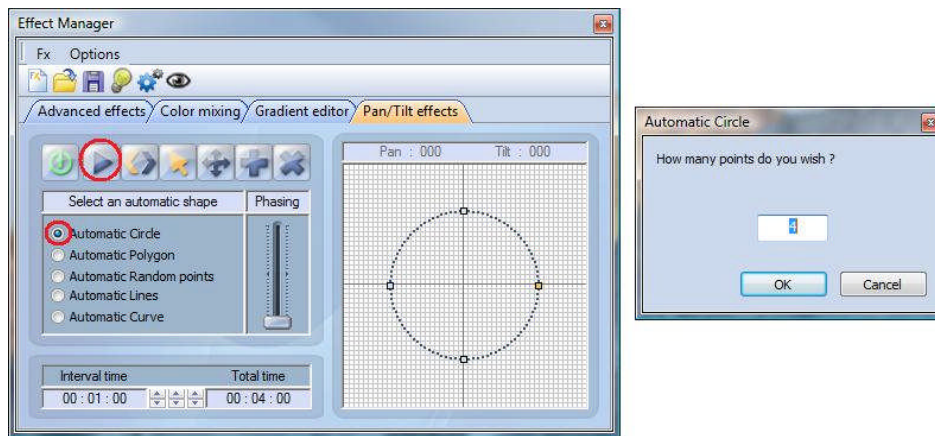 Effect Manager
Fx Options
Advanced effects Color mixing Gradient editor Pan/Tilt effects
Select an automatic shape Phasing
Automatic Circle
Automatic Polygon
Automatic Random points
Automatic Lines
Automatic Curve
Interval time Total time
00 : 01 : 00 00 : 04 : 00
Pan : 000 Tilt : 000
Automatic Circle
How many points do you wish ?
4
OK Cancel